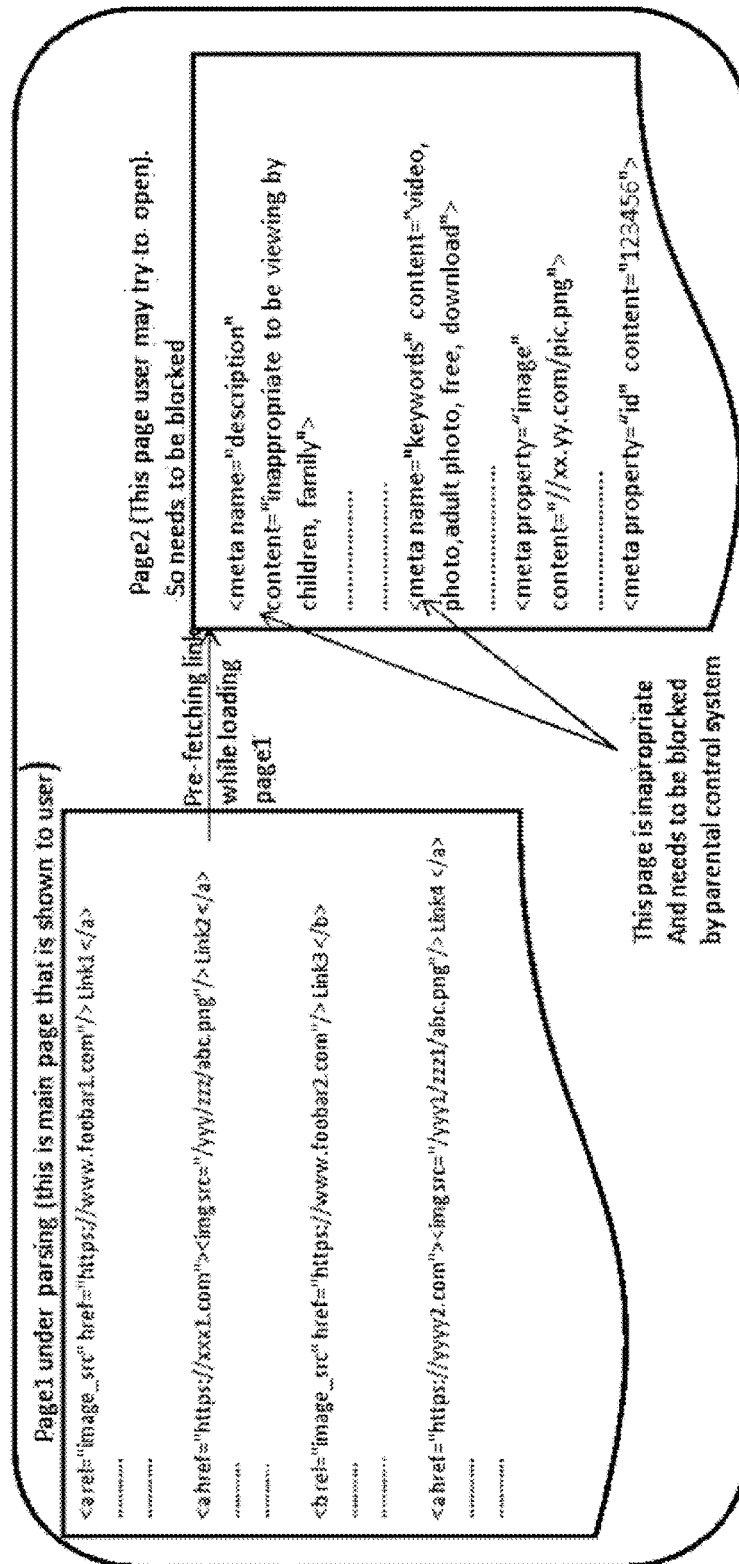 Page1 under parsing (this is main page that is shown to user)
<a rel="image_src" href="https://www.foobar1.com"/> Link1 </a>
............
............
<a href="https://xxx1.com"><img src="/yyy/zzz/abc.png"/> Link2 </a>
............
............
<b rel="image_src" href="https://www.foobar2.com"/> Link3 </b>
............
............
<a href="https://yyyy2.com"><img src="/yyy1/zzz1/abc.png"/> Link4 </a>
............
............
Pre-fetching link
while loading
page1
Page2 (This page user may try to open).
So needs to be blocked
<meta name="description"
content="inappropriate to be viewing by
children, family">
................
................
<meta name="keywords" content="video,
photo, adult photo, free, download">
................
<meta property="image"
content="//xx.yy.com/pic.png">
................
<meta property="id" content="123456">
This page is inapropriate
And needs to be blocked
by parental control system